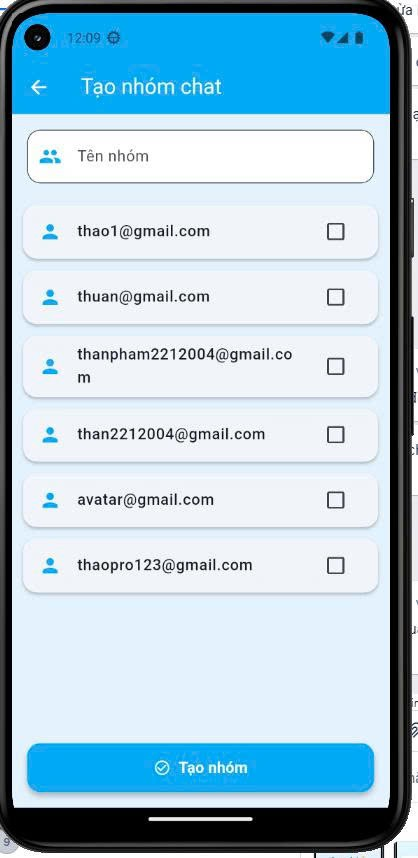 12:09
Tạo nhóm chat
Tên nhóm
thao1@gmail.com
thuan@gmail.com
thanpham2212004@gmail.co
m
than2212004@gmail.com
avatar@gmail.com
thaopro123@gmail.com
Tạo nhóm
9